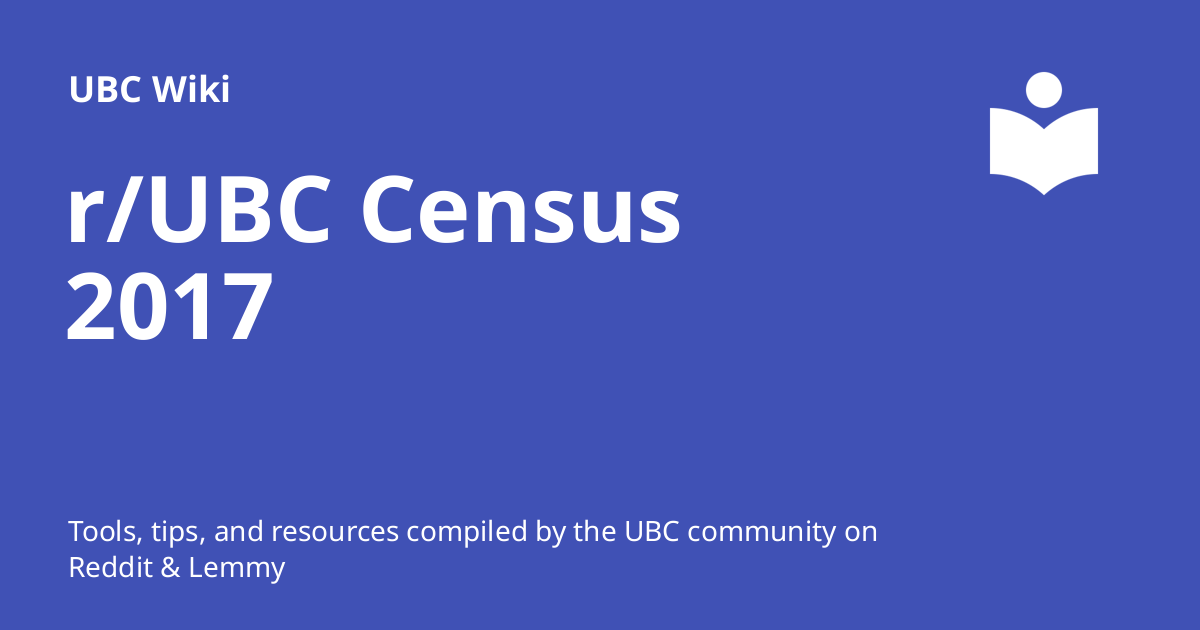 UBC Wiki
r/UBC Census
2017
Tools, tips, and resources compiled by the UBC community on
Reddit & Lemmy